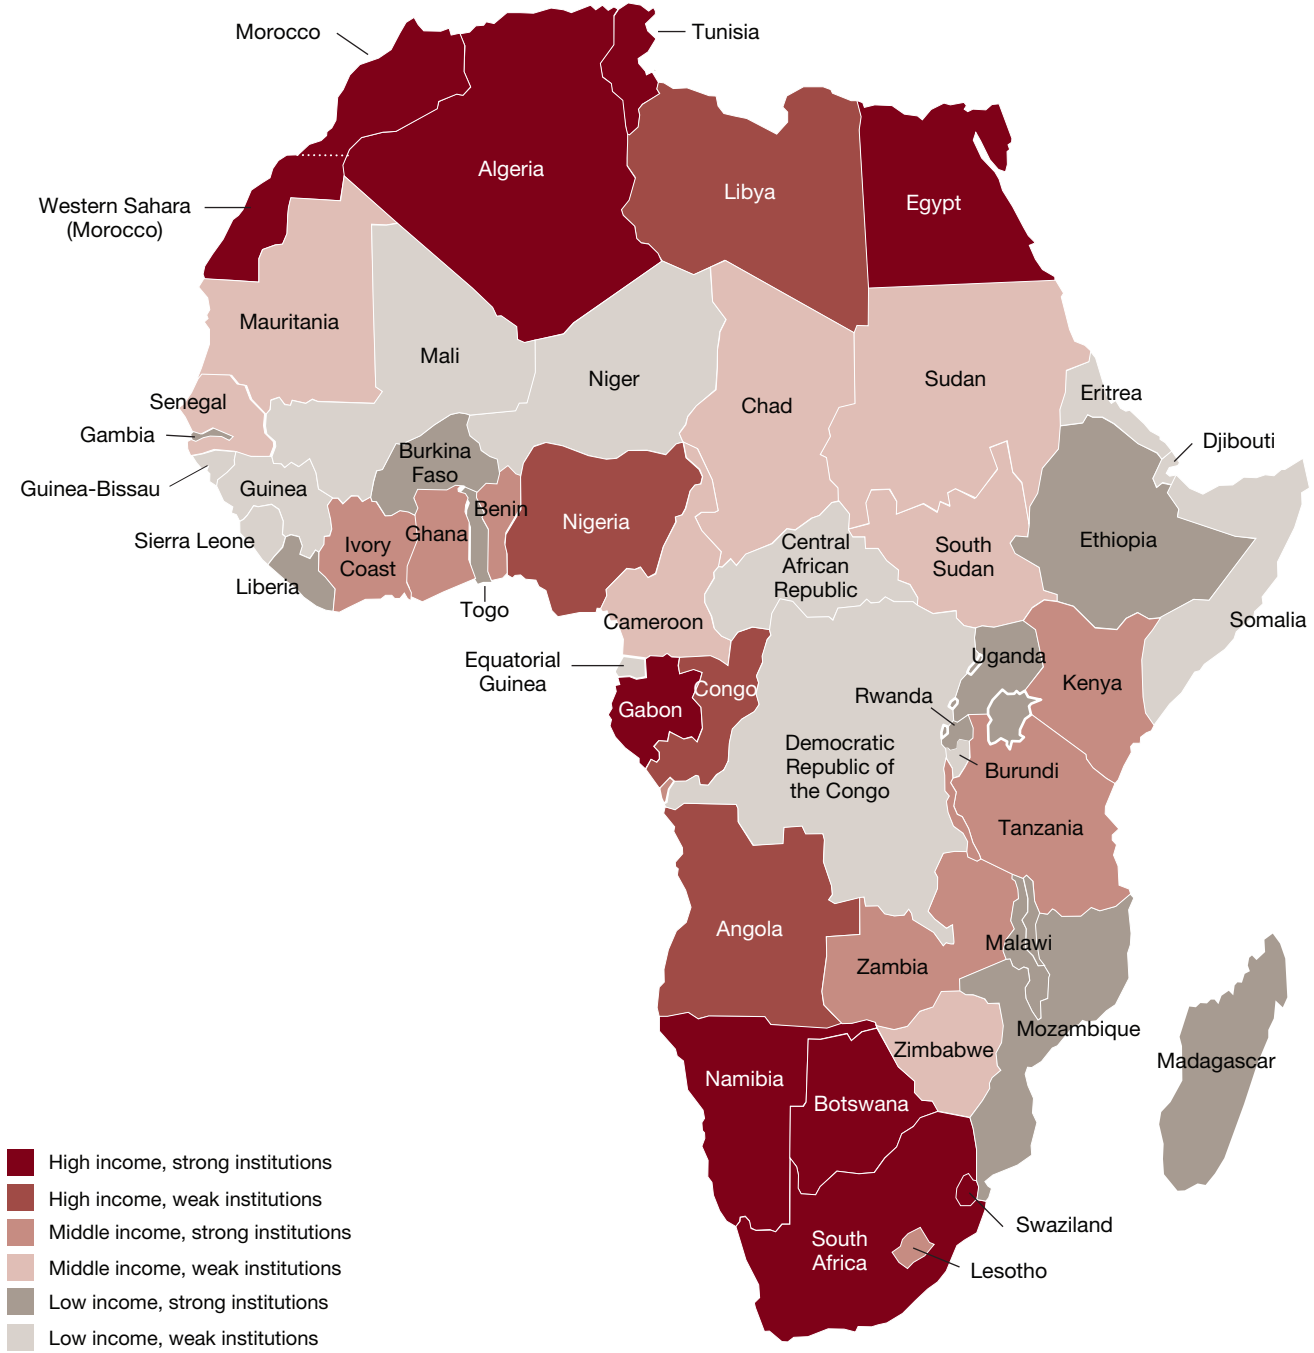 Morocco
Tunisia
Algeria
Libya
Egypt
Western Sahara
(Morocco)
Mauritania
Mali
Niger
Chad
Sudan
Eritrea
Senegal
Gambia
Djibouti
Burkina
Faso
Guinea-Bissau
Guinea
Benin
Nigeria
Sierra Leone
Ghana
Ivory
Coast
Central
African
Republic
South
Sudan
Ethiopia
Liberia
Togo
Cameroon
Somalia
Equatorial
Guinea
Uganda
Kenya
Gabon
Congo
Rwanda
Democratic
Republic of
the Congo
Burundi
Tanzania
Angola
Malawi
Zambia
Mozambique
Zimbabwe
Madagascar
Namibia
Botswana
Swaziland
South
Africa
Lesotho
High income, strong institutions
High income, weak institutions
Middle income, strong institutions
Middle income, weak institutions
Low income, strong institutions
Low income, weak institutions